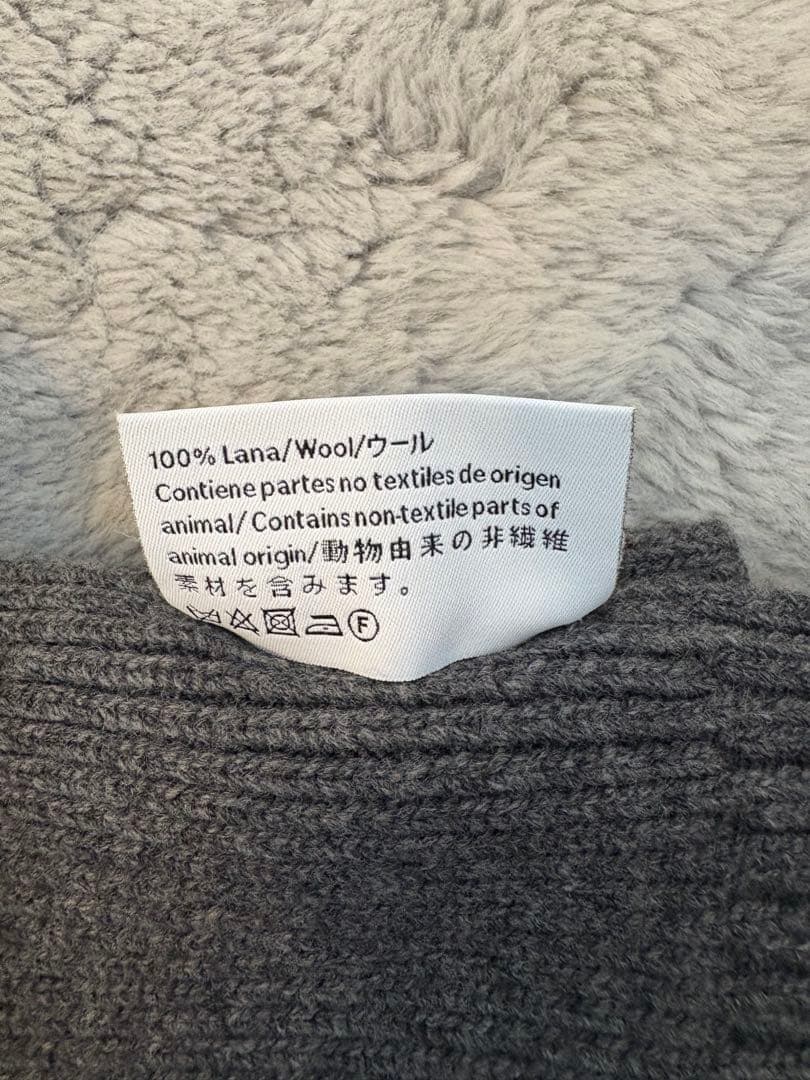 100% Lana/Wool/ウール
Contiene partes no textiles de origen
animal/Contains non-textile parts of
animal origin/動物由来の非繊維
素材を含みます。
F